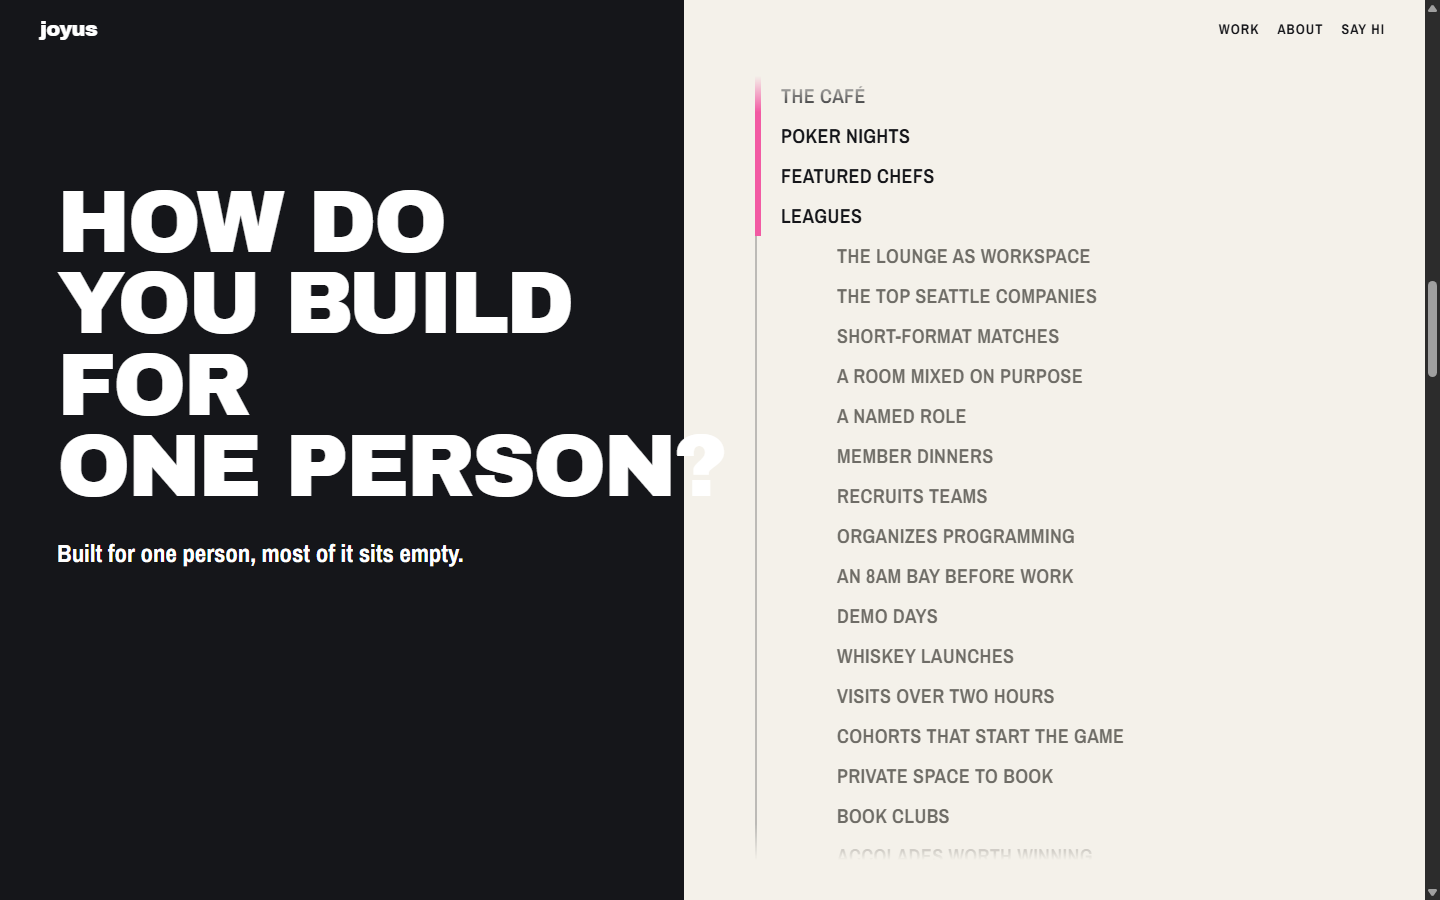 joyus
WORK ABOUT SAY HI
HOW DO
YOU BUILD
FOR
ONE PERSON?
Built for one person, most of it sits empty.
THE CAFÉ
POKER NIGHTS
FEATURED CHEFS
LEAGUES
THE LOUNGE AS WORKSPACE
THE TOP SEATTLE COMPANIES
SHORT-FORMAT MATCHES
A ROOM MIXED ON PURPOSE
A NAMED ROLE
MEMBER DINNERS
RECRUITS TEAMS
ORGANIZES PROGRAMMING
AN 8AM BAY BEFORE WORK
DEMO DAYS
WHISKEY LAUNCHES
VISITS OVER TWO HOURS
COHORTS THAT START THE GAME
PRIVATE SPACE TO BOOK
BOOK CLUBS
ACCOLADES WORTH WINNING